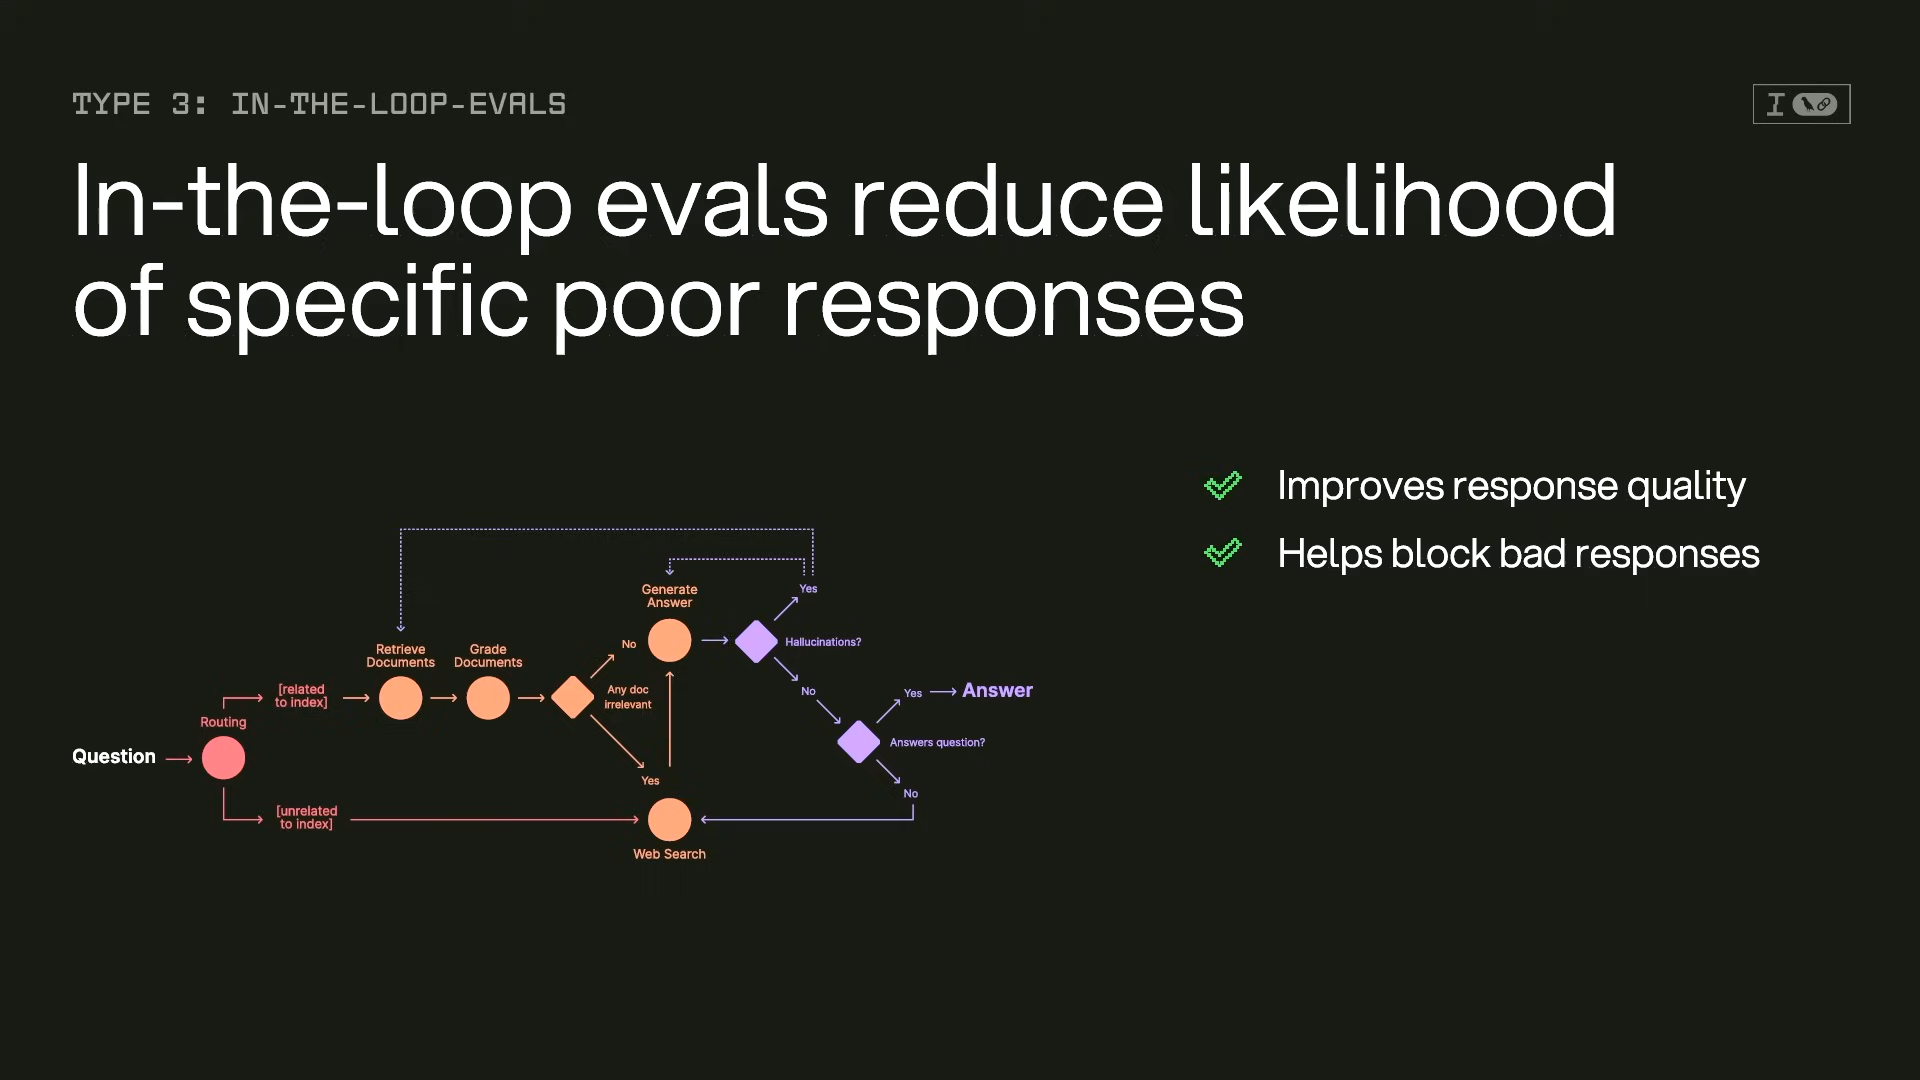 TYPE 3: IN-THE-LOOP-EVALS
I
In-the-loop evals reduce likelihood
of specific poor responses
Improves response quality
Helps block bad responses
Question
Routing
[related
to index]
[unrelated
to index]
Retrieve
Documents
Grade
Documents
No
Any doc
irrelevant
Yes
Generate
Answer
Web Search
Yes
Hallucinations?
No
Yes
Answer
Answers question?
No